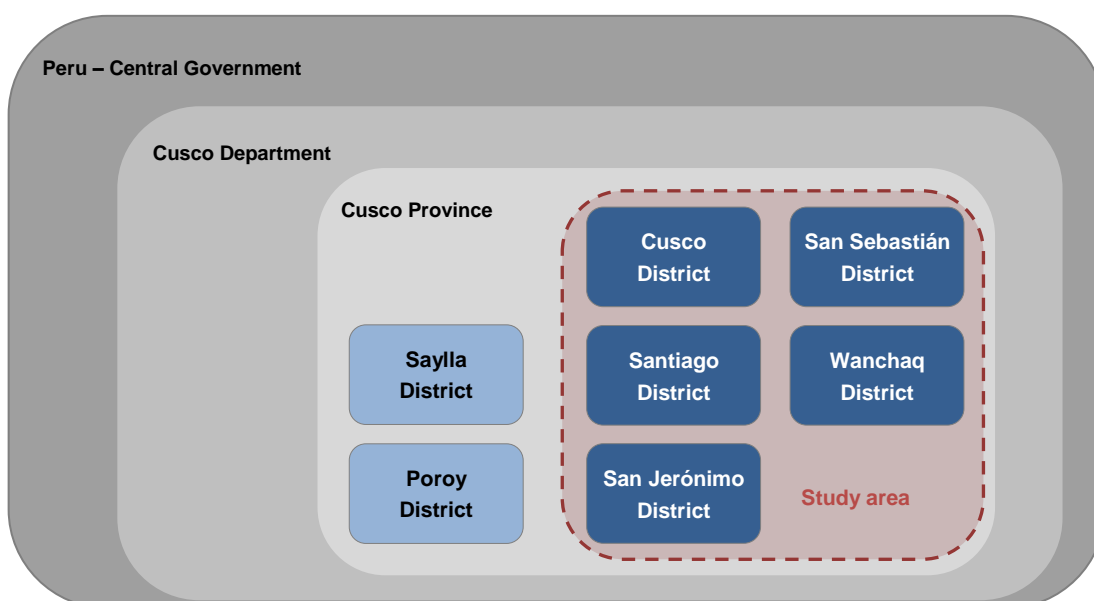 Peru – Central Government
Cusco Department
Cusco Province
Cusco
District
San Sebastián
District
Saylla
District
Santiago
District
Wanchaq
District
Poroy
District
San Jerónimo
District
Study area